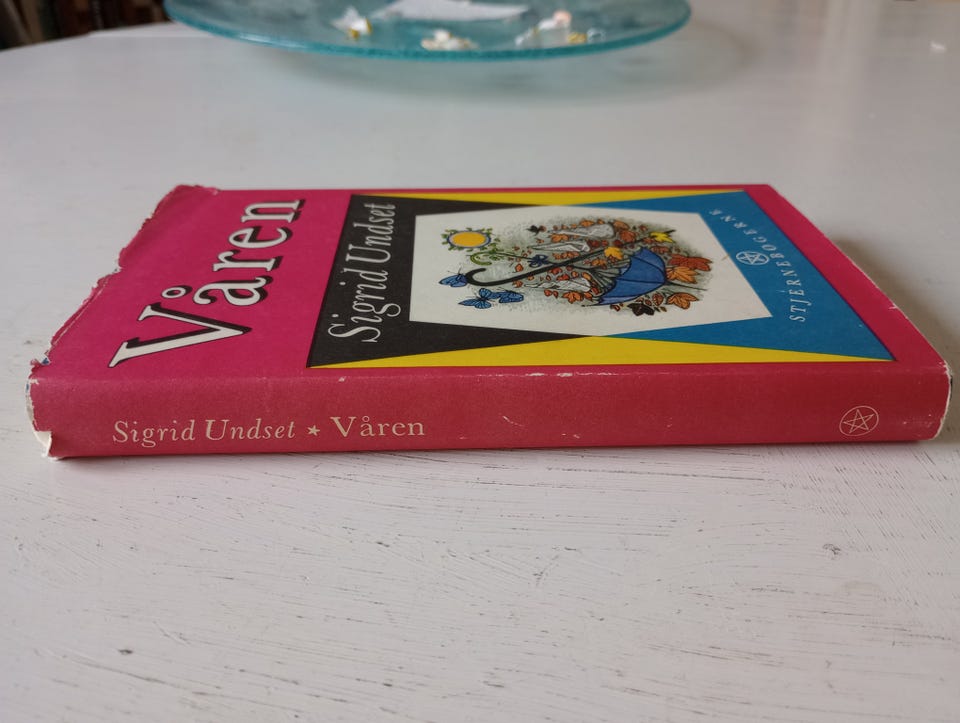 Våren
Sigrid Undset
STJERNEBØGERNE
Sigrid Undset ★ Våren